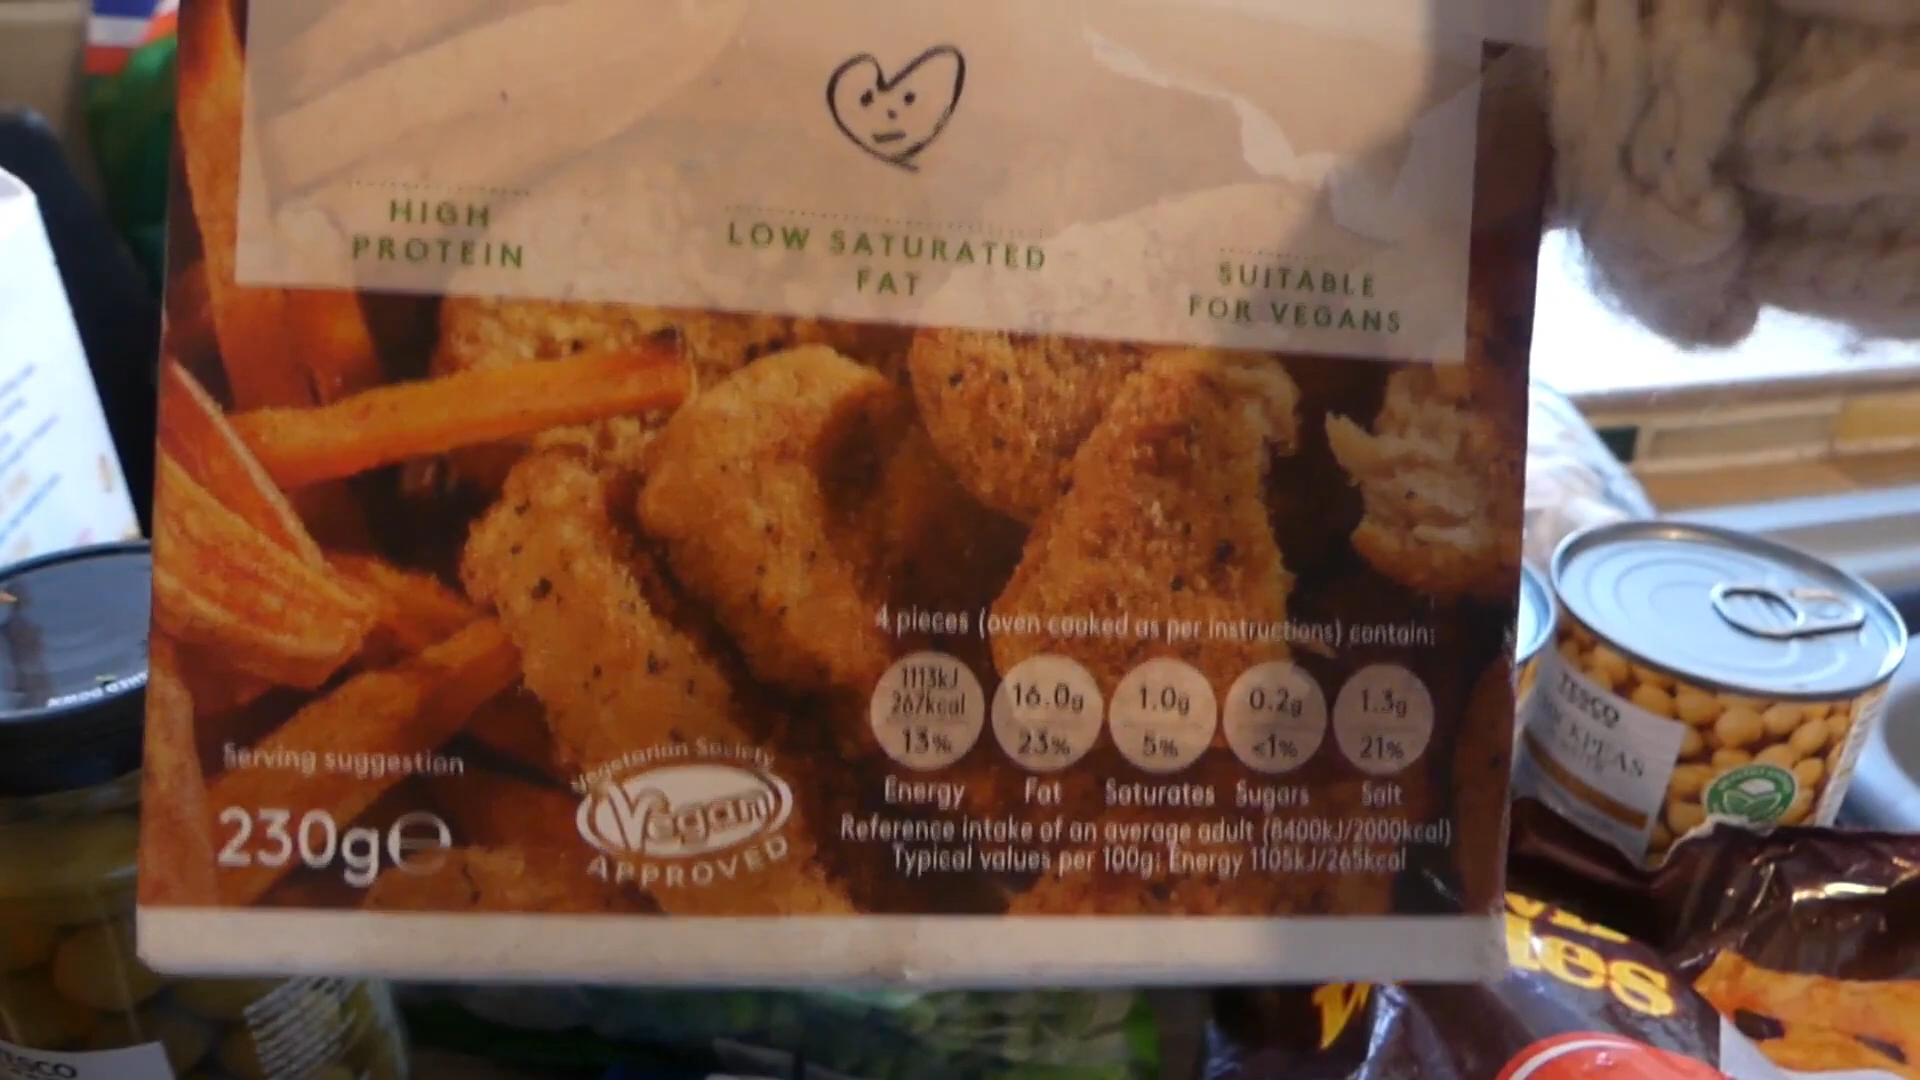 HIGH
PROTEIN
LOW SATURATED
FAT
SUITABLE
FOR VEGANS
4 pieces (oven cooked as per instructions) contain:
1113kJ
267kcal
13%
Energy
16.0g
23%
Fat
1.0g
5%
Saturates
0.2g
<1%
Sugars
1.3g
21%
Salt
Reference intake of an average adult (8400kJ/2000kcal)
Typical values per 100g: Energy 1105kJ/265kcal
Serving suggestion
230g℮
Vegetarian Society
Vegan
APPROVED
TESCO